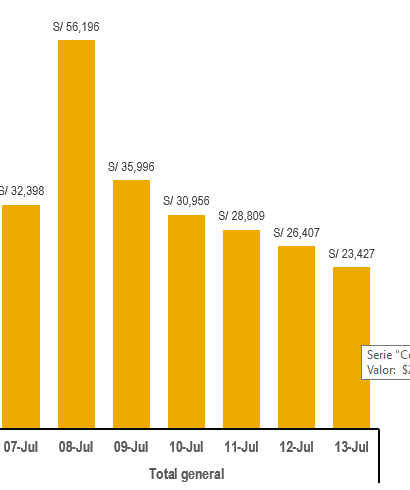 S/ 56,196
S/ 35,996
S/ 32,398
S/ 30,956
S/ 28,809
S/ 26,407
S/ 23,427
Serie "C
Valor: $2
07-Jul 08-Jul 09-Jul 10-Jul 11-Jul 12-Jul 13-Jul
Total general